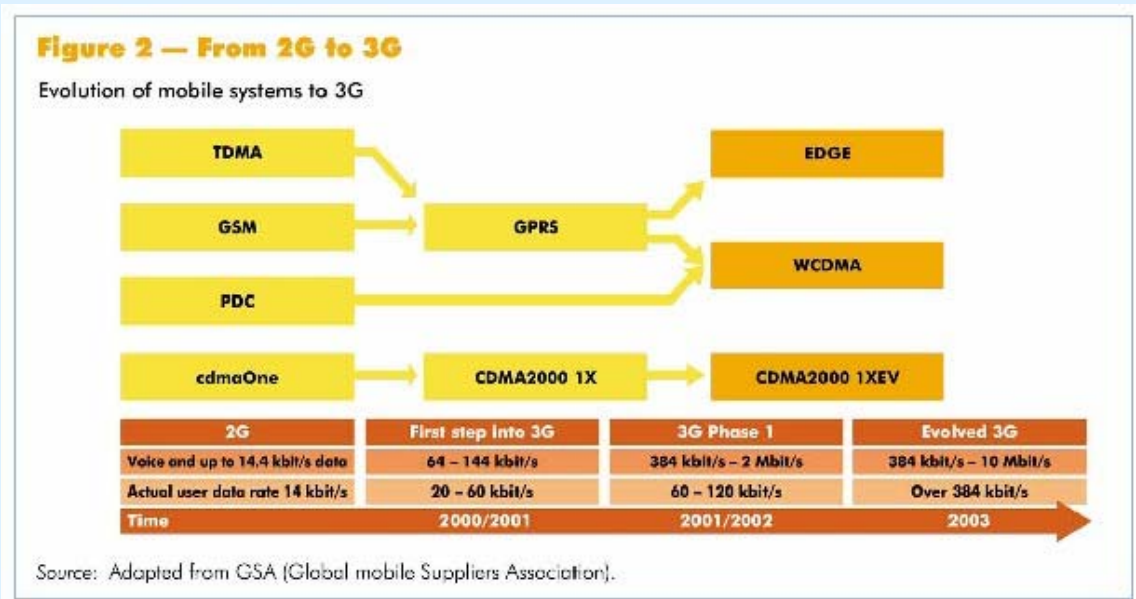 Figure 2 — From 2G to 3G
Evolution of mobile systems to 3G
TDMA
EDGE
GSM
GPRS
WCDMA
PDC
cdmaOne
CDMA2000 1X
CDMA2000 1XEV
2G
First step into 3G
3G Phase 1
Evolved 3G
Voice and up to 14.4 kbit/s data
64 – 144 kbit/s
384 kbit/s – 2 Mbit/s
384 kbit/s – 10 Mbit/s
Actual user data rate 14 kbit/s
20 – 60 kbit/s
60 – 120 kbit/s
Over 384 kbit/s
Time
2000/2001
2001/2002
2003
Source: Adapted from GSA (Global mobile Suppliers Association).